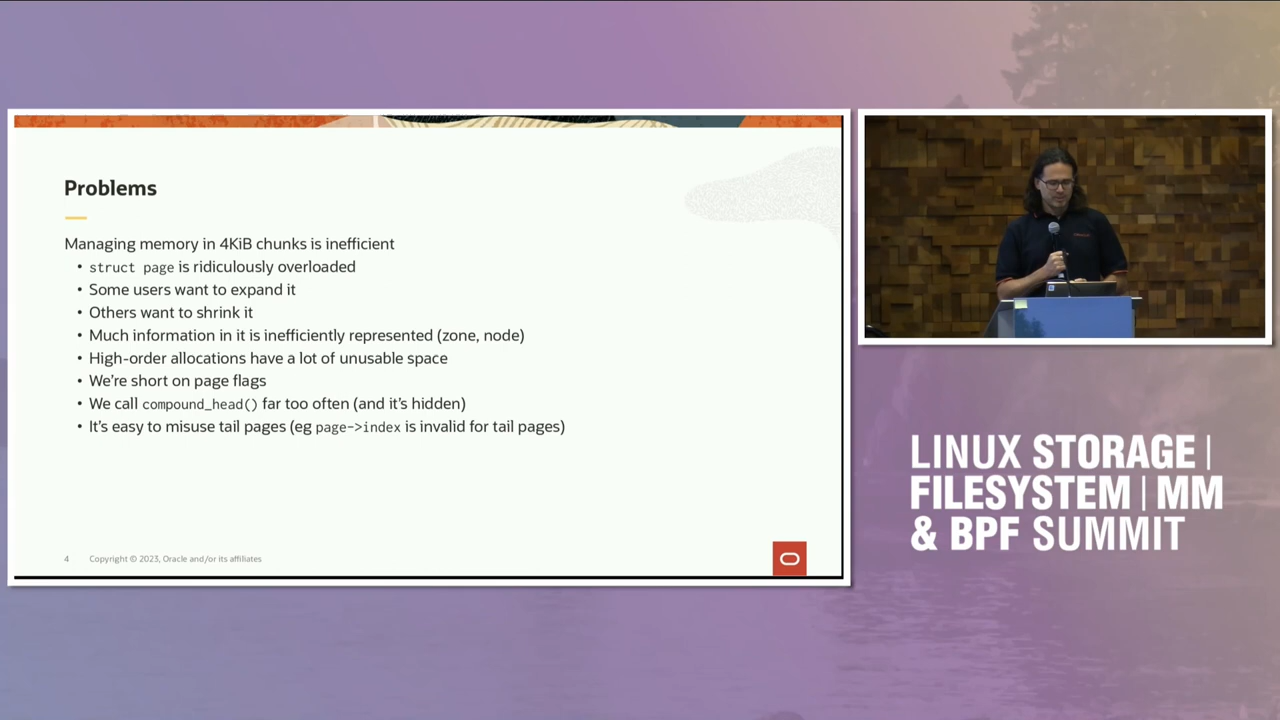 Problems
Managing memory in 4KiB chunks is inefficient
• struct page is ridiculously overloaded
• Some users want to expand it
• Others want to shrink it
• Much information in it is inefficiently represented (zone, node)
• High-order allocations have a lot of unusable space
• We're short on page flags
• We call compound_head() far too often (and it's hidden)
• It's easy to misuse tail pages (eg page->index is invalid for tail pages)
4 Copyright © 2023, Oracle and/or its affiliates
LINUX STORAGE |
FILESYSTEM | MM
& BPF SUMMIT